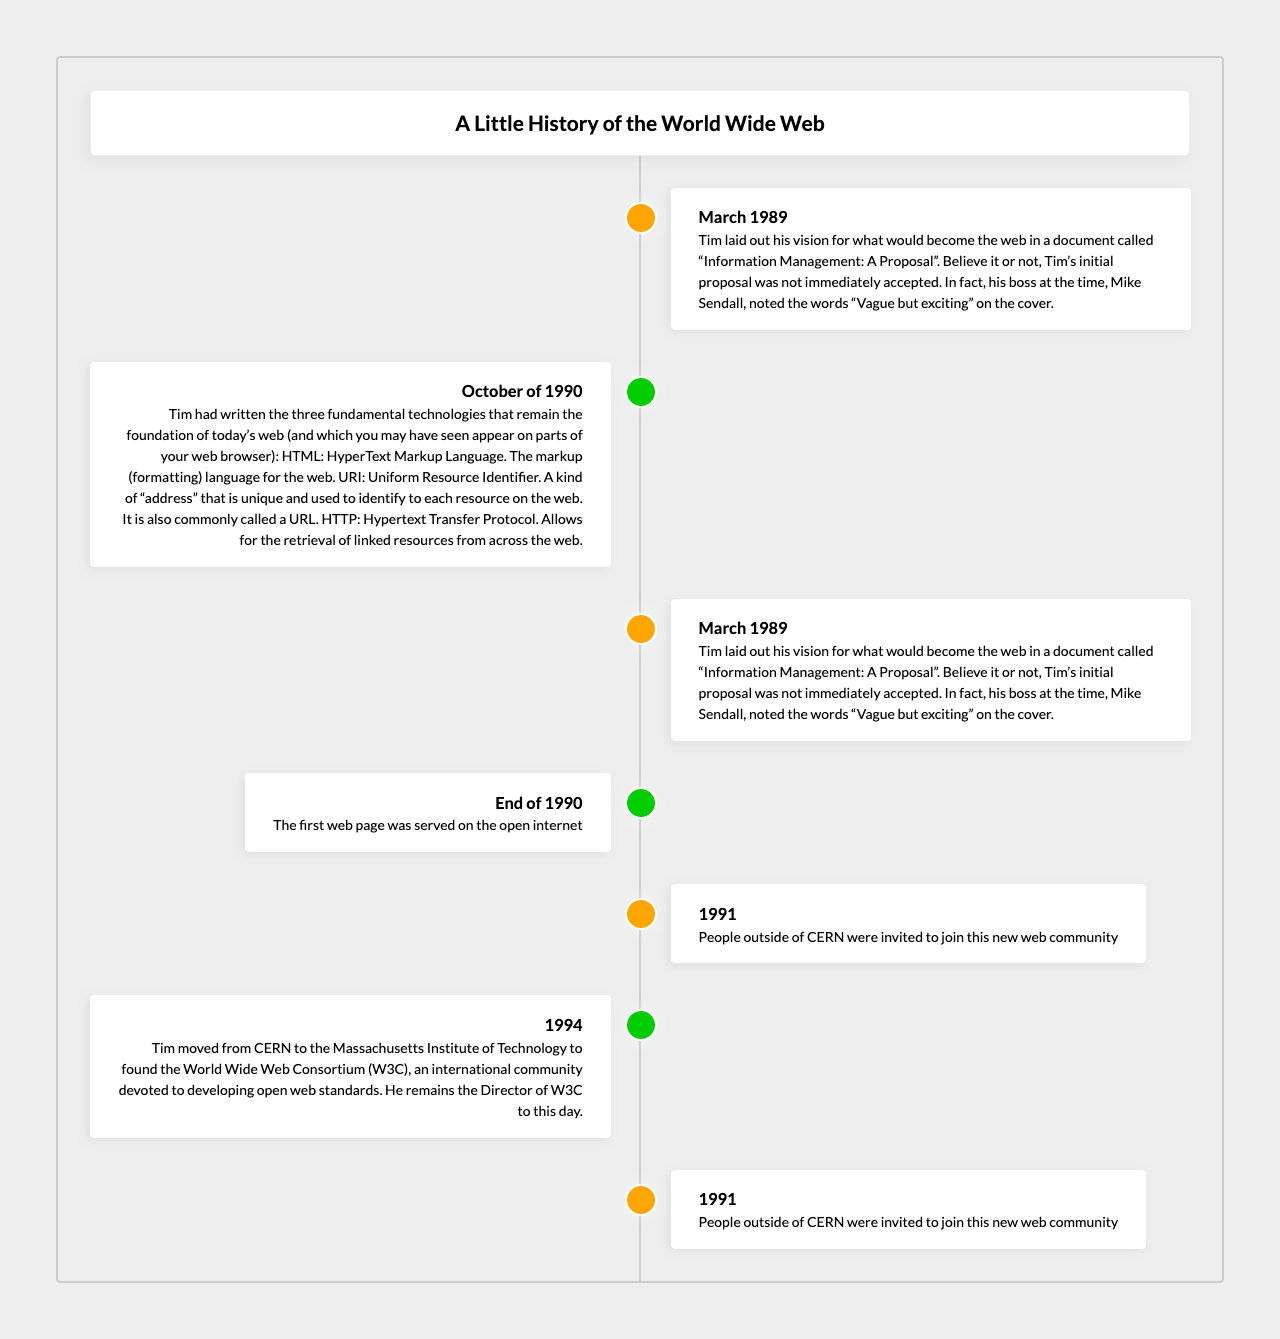 A Little History of the World Wide Web
March 1989
Tim laid out his vision for what would become the web in a document called
“Information Management: A Proposal”. Believe it or not, Tim’s initial
proposal was not immediately accepted. In fact, his boss at the time, Mike
Sendall, noted the words “Vague but exciting” on the cover.
October of 1990
Tim had written the three fundamental technologies that remain the
foundation of today’s web (and which you may have seen appear on parts of
your web browser): HTML: HyperText Markup Language. The markup
(formatting) language for the web. URI: Uniform Resource Identifier. A kind
of “address” that is unique and used to identify to each resource on the web.
It is also commonly called a URL. HTTP: Hypertext Transfer Protocol. Allows
for the retrieval of linked resources from across the web.
March 1989
Tim laid out his vision for what would become the web in a document called
“Information Management: A Proposal”. Believe it or not, Tim’s initial
proposal was not immediately accepted. In fact, his boss at the time, Mike
Sendall, noted the words “Vague but exciting” on the cover.
End of 1990
The first web page was served on the open internet
1991
People outside of CERN were invited to join this new web community
1994
Tim moved from CERN to the Massachusetts Institute of Technology to
found the World Wide Web Consortium (W3C), an international community
devoted to developing open web standards. He remains the Director of W3C
to this day.
1991
People outside of CERN were invited to join this new web community